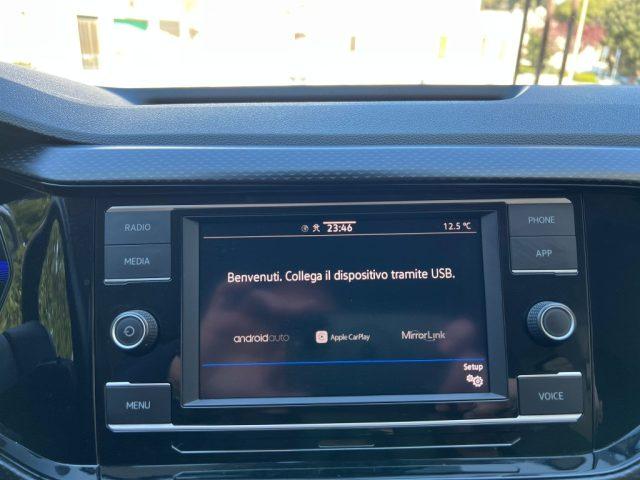 RADIO
MEDIA
MENU
23:46
12.5 °C
Benvenuti. Collega il dispositivo tramite USB.
androidauto
Apple CarPlay
MirrorLink
Setup
PHONE
APP
VOICE